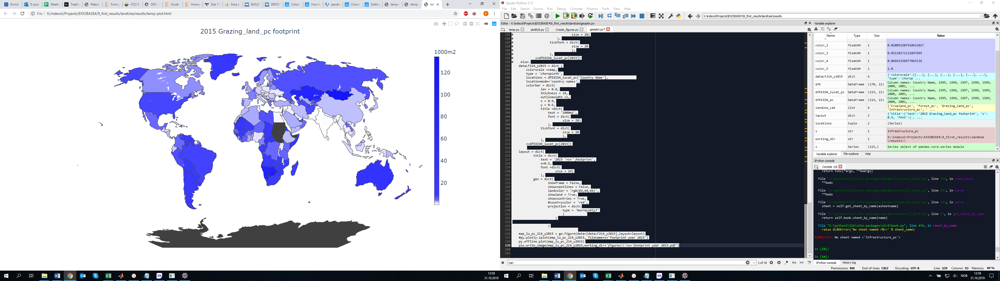 Eivind
E-post
Weekly
Trading
Peters_
From p
CO2 E
OEC -
Guide
Home
Des 17
Eora Li
BUILDI
095353
Colors
How to
panda
Chorop
Setting
temp-p
temp-p
ten
File
X:/indecol/Projects/EXIOBASE4/9_first_results/landUse/results/temp-plot.html
2015 Grazing_land_pc footprint
1000m2
120
100
80
60
40
20
13:59
31.10.2019
Spyder (Python 3.7)
File Edit Search Source Run Debug Consoles Projects Tools View Help
X:\indecol\Projects\EXIOBASE4\9_first_results\landUse\results
Editor - X:\indecol\Projects\EXIOBASE4\9_first_results\landUse\geoplot.py
temp.py plotELB.py Create_figures.py geoplot.py*
185 # size = 20)
186 # ),
187 # tickfont = dict(
188 # size = 20
189 # ),
190 # ),
191 # z=dfEXIO4_lucat_pc[2015])
192 # else:
193 dataLF214_y2015 = dict (
194 colorscale =cmap,
195 type = 'choropleth',
196 locations = dfEXIO4_lucat_pc['Country Name'],
197 locationmode='country names',
198 colorbar = dict(
199 len = 0.8,
200 thickness = 18,
201 outlinewidth =1,
202 x = 0.9,
203 y = 0.6,
204 title =dict(
205 text = '1000m2',
206 font = dict(
207 size = 20)
208 ),
209 tickfont = dict(
210 size = 20
211 ),
212 ),
213 z=dfEXIO4_lucat_pc[2015])
214
215 layout = dict(
216 title = dict(
217 text = '2015 '+s+' footprint',
218 x=0.5,
219 font =dict(
220 size = 24)
221 ),
222 geo = dict(
223 showframe = False,
224 showcoastlines = False,
225 landcolor = 'rgb(64,64,64)',
226 showland = True,
227 showcountries = True,
228 #countrycolor = 'red',
229 projection = dict(
230 type = 'kavrayskiy7'
231 )
232 )
233
234 )
235
236 map_lu_pc_214_y2015 = go.Figure(data=[dataLF214_y2015],layout=layout)
237 #py.plotly.iplot(map_lu_pc_214_y2015, filename=s+'footprint year 2015')
238 py.offline.plot(map_lu_pc_214_y2015)
239 pio.write_image(map_lu_pc_214_y2015,working_dir+'figures\\'+s+'footprint year 2015.pdf')
240
241
nan
1 of 10
Variable explorer
Name Type Size Value
color_2 float64 1 0.020052507910421027
color_3 float64 1 0.03128171132897895
color_4 float64 1 0.06643258977063136
color_5 float64 1 1.0
dataLF214_y2015 dict 6 {'colorscale':[[...], [...], [...], [...], [...], ...], 'type':'chorop ...
dfE DataFrame (170, 22) Column names: Country Name, 1995, 1996, 1997, 1998, 1999, 2000, 2001, ...
dfEXIO4_lucat_pc DataFrame (215, 22) Column names: Country Name, 1995, 1996, 1997, 1998, 1999, 2000, 2001, ...
dfEXIO4_pc DataFrame (215, 22) Column names: Country Name, 1995, 1996, 1997, 1998, 1999, 2000, 2001, ...
landUse_cat list 6 ['Cropland_pc', 'Forest_pc', 'Grazing_land_pc', 'Infrastructure_pc', ' ...
layout dict 2 {'title':{'text':'2015 Grazing_land_pc footprint', 'x': 0.5, 'font':{.. ...
locations tuple 1 (Series)
s str 1 Infrastructure_pc
working_dir str 1 X:\indecol\Projects\EXIOBASE4\9_first_results\landUse\results\\
z Series (215,) Series object of pandas.core.series module
Variable explorer File explorer Help
IPython console
Console 1/A
return func(*args, **kwargs)
File "C:\python3\lib\site-packages\pandas\io\excel\_base.py", line 340, in read_excel
**kwds
File "C:\python3\lib\site-packages\pandas\io\excel\_base.py", line 883, in parse
**kwds
File "C:\python3\lib\site-packages\pandas\io\excel\_base.py", line 440, in parse
sheet = self.get_sheet_by_name(asheetname)
File "C:\python3\lib\site-packages\pandas\io\excel\_xlrd.py", line 43, in get_sheet_by_name
return self.book.sheet_by_name(name)
File "C:\python3\lib\site-packages\xlrd\book.py", line 476, in sheet_by_name
raise XLRDError('No sheet named <%r>' % sheet_name)
XLRDError: No sheet named <'Infrastructure_pc'>
In [54]:
In [54]:
IPython console History log
Permissions: RW End-of-lines: CRLF Encoding: UTF-8 Line: 239 Column: 93 Memory: 40 %
NOB
13:59
31.10.2019